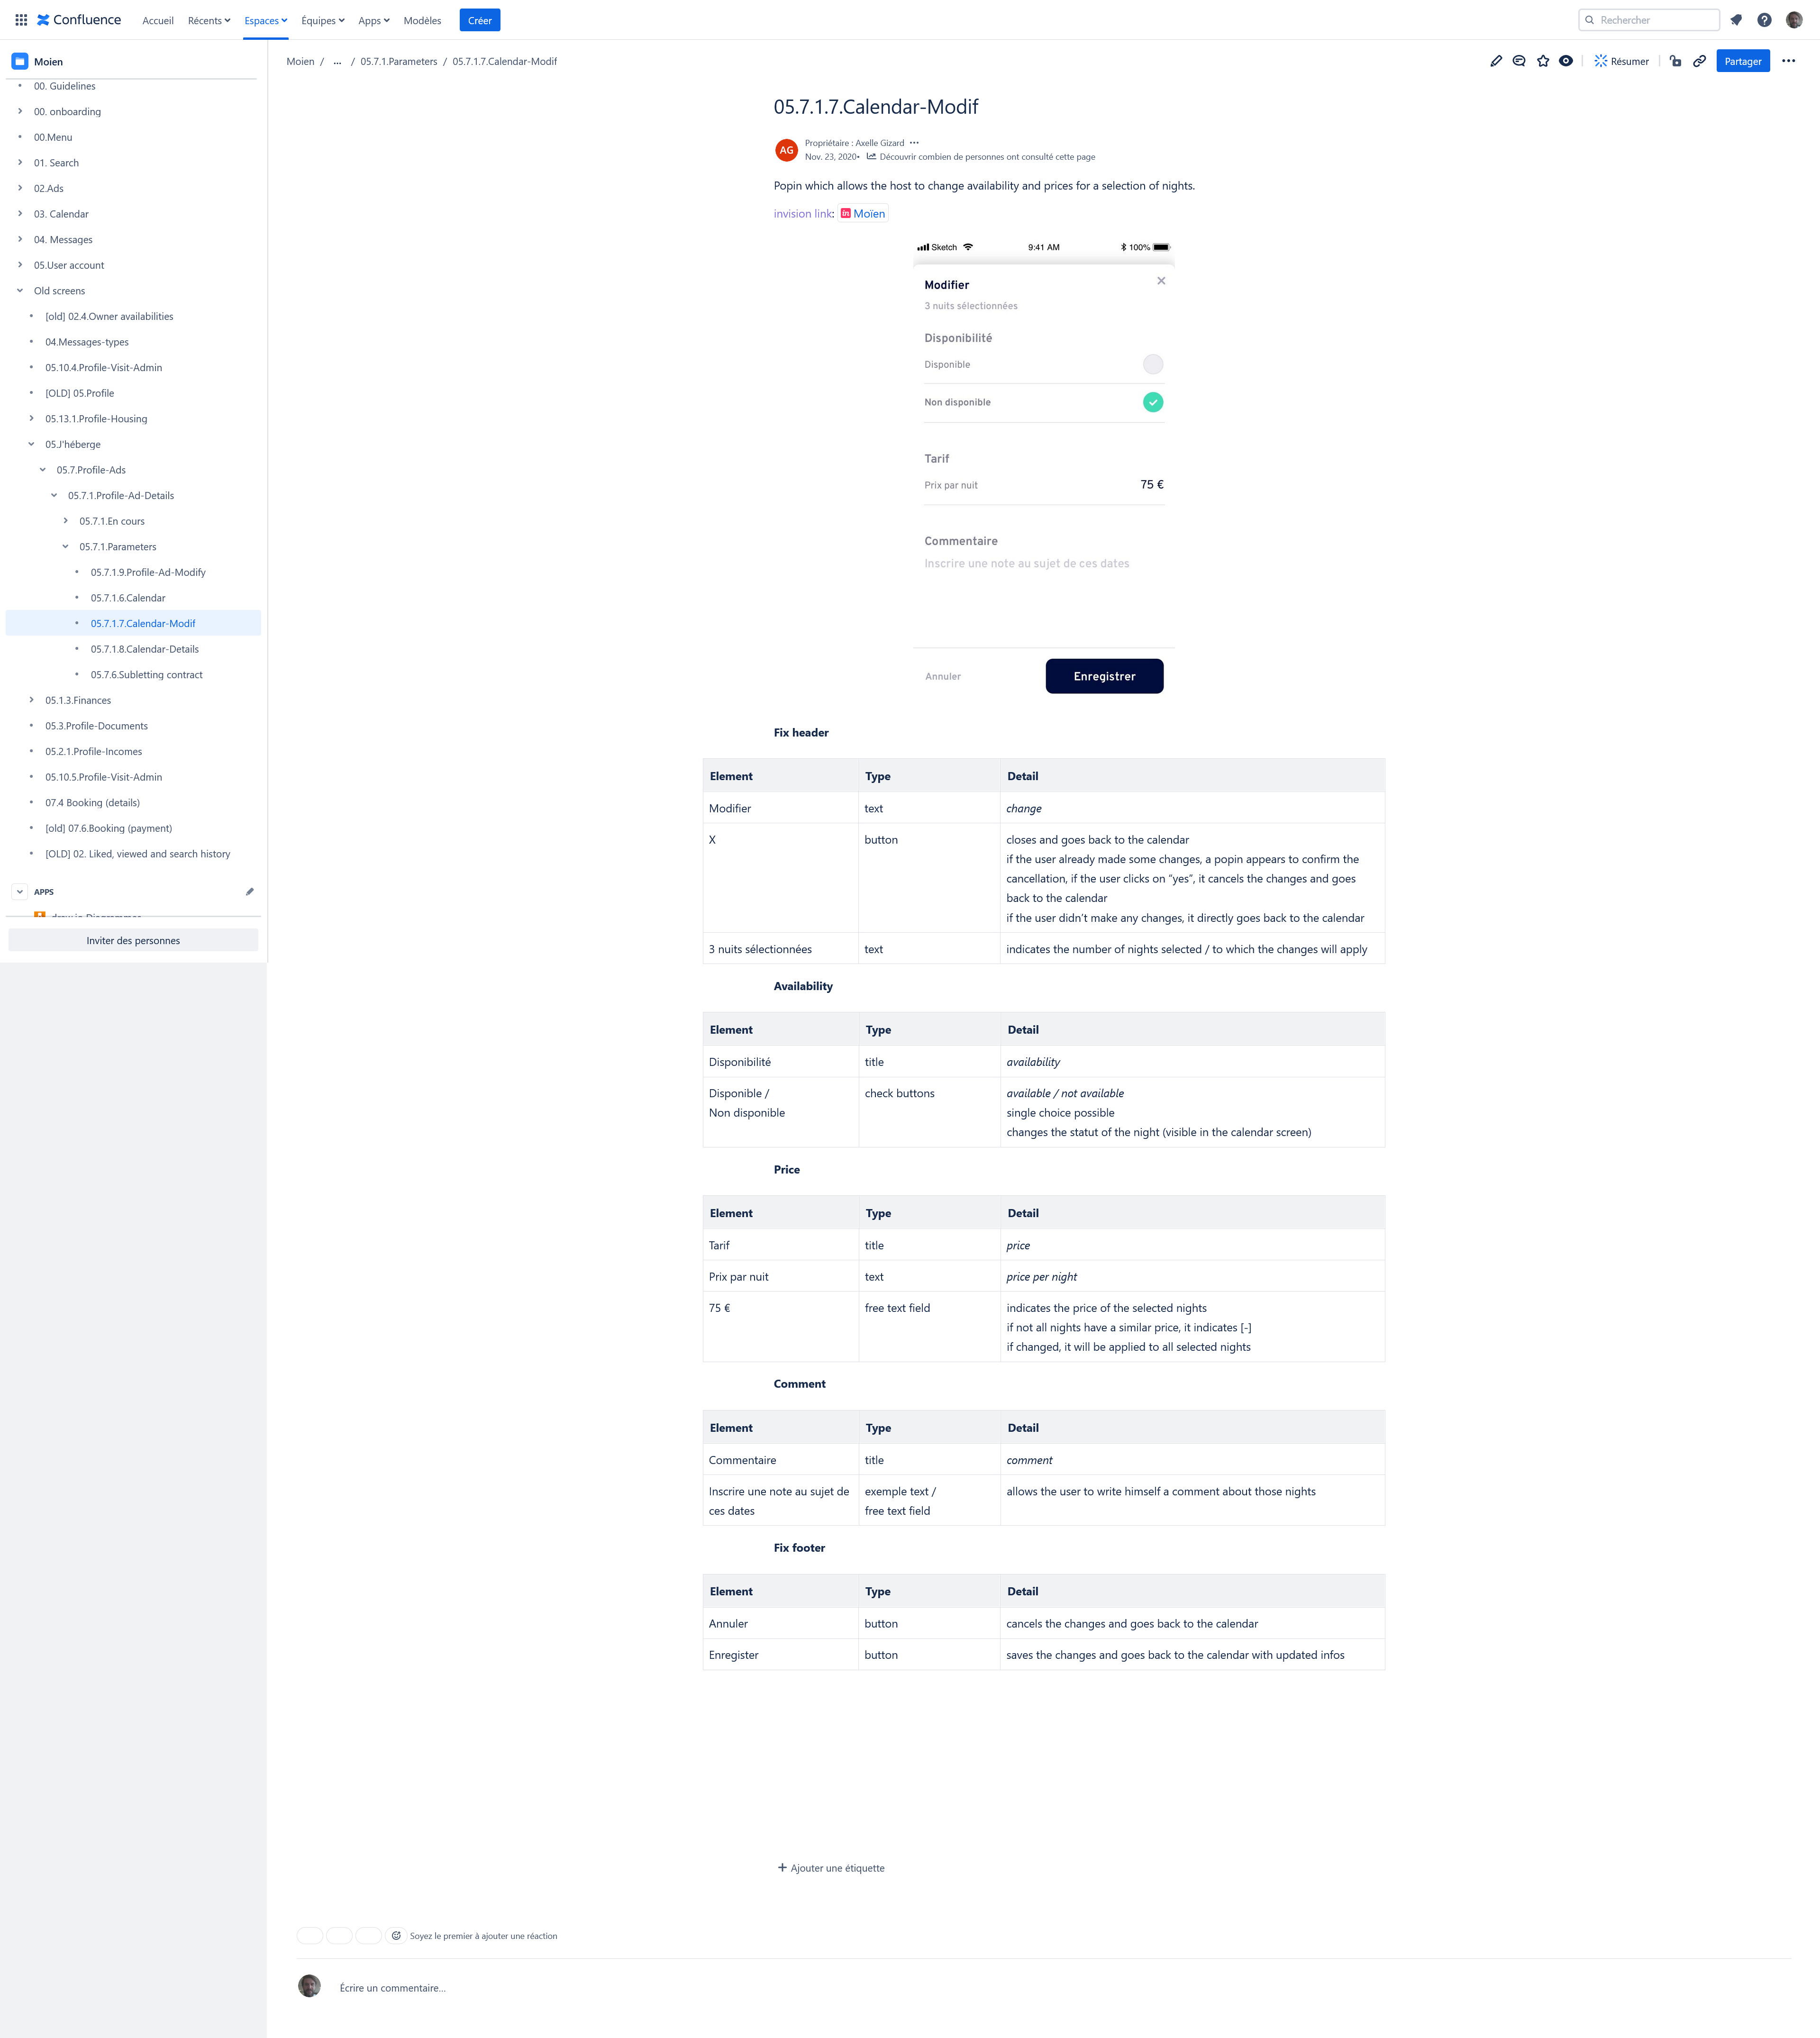 Confluence Accueil Récents Espaces Équipes Apps Modèles Créer Rechercher
Moien
00. Guidelines
00. onboarding
00.Menu
01. Search
02.Ads
03. Calendar
04. Messages
05.User account
Old screens
[old] 02.4.Owner availabilities
04.Messages-types
05.10.4.Profile-Visit-Admin
[OLD] 05.Profile
05.13.1.Profile-Housing
05.J'héberge
05.7.Profile-Ads
05.7.1.Profile-Ad-Details
05.7.1.En cours
05.7.1.Parameters
05.7.1.9.Profile-Ad-Modify
05.7.1.6.Calendar
05.7.1.7.Calendar-Modif
05.7.1.8.Calendar-Details
05.7.6.Subletting contract
05.1.3.Finances
05.3.Profile-Documents
05.2.1.Profile-Incomes
05.10.5.Profile-Visit-Admin
07.4 Booking (details)
[old] 07.6.Booking (payment)
[OLD] 02. Liked, viewed and search history
APPS
draw.io Diagrammer
Inviter des personnes
Moien / ... / 05.7.1.Parameters / 05.7.1.7.Calendar-Modif
Résumer Partager
05.7.1.7.Calendar-Modif
AG
Propriétaire : Axelle Gizard
Nov. 23, 2020• Découvrir combien de personnes ont consulté cette page
Popin which allows the host to change availability and prices for a selection of nights.
invision link: in Moïen
Sketch 9:41 AM 100%
Modifier
3 nuits sélectionnées
Disponibilité
Disponible
Non disponible
Tarif
Prix par nuit 75 €
Commentaire
Inscrire une note au sujet de ces dates
Annuler Enregistrer
Fix header
Element Type Detail
Modifier text change
X button closes and goes back to the calendar
if the user already made some changes, a popin appears to confirm the
cancellation, if the user clicks on “yes”, it cancels the changes and goes
back to the calendar
if the user didn’t make any changes, it directly goes back to the calendar
3 nuits sélectionnées text indicates the number of nights selected / to which the changes will apply
Availability
Element Type Detail
Disponibilité title availability
Disponible / check buttons available / not available
Non disponible single choice possible
changes the statut of the night (visible in the calendar screen)
Price
Element Type Detail
Tarif title price
Prix par nuit text price per night
75 € free text field indicates the price of the selected nights
if not all nights have a similar price, it indicates [-]
if changed, it will be applied to all selected nights
Comment
Element Type Detail
Commentaire title comment
Inscrire une note au sujet de exemple text / allows the user to write himself a comment about those nights
ces dates free text field
Fix footer
Element Type Detail
Annuler button cancels the changes and goes back to the calendar
Enregister button saves the changes and goes back to the calendar with updated infos
Ajouter une étiquette
Soyez le premier à ajouter une réaction
Écrire un commentaire…